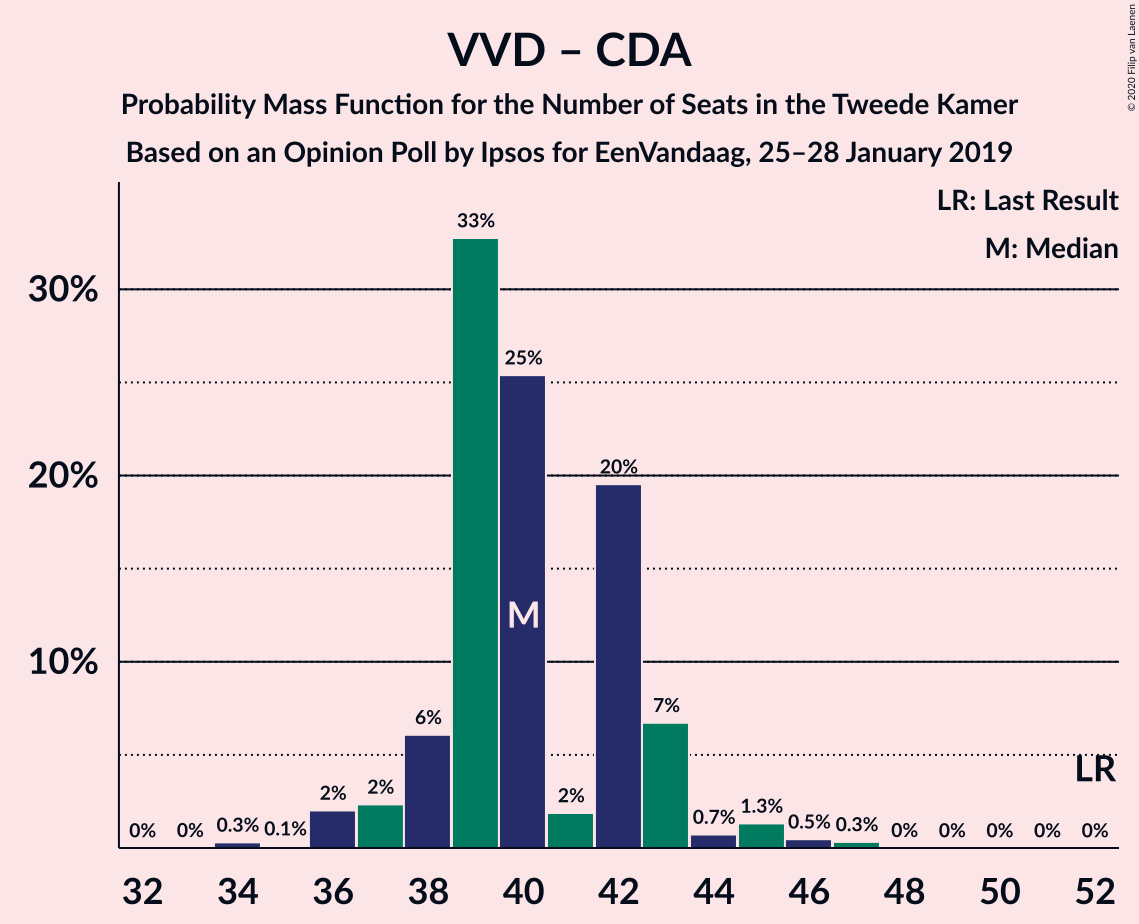 VVD – CDA
Probability Mass Function for the Number of Seats in the Tweede Kamer
Based on an Opinion Poll by Ipsos for EenVandaag, 25–28 January 2019
© 2020 Filip van Laenen
LR: Last Result
M: Median
30%
20%
10%
0% 0% 0.3% 0.1% 2% 2% 6% 33% 25% 2% 20% 7% 0.7% 1.3% 0.5% 0.3% 0% 0% 0% 0% 0%
M
LR
32 34 36 38 40 42 44 46 48 50 52